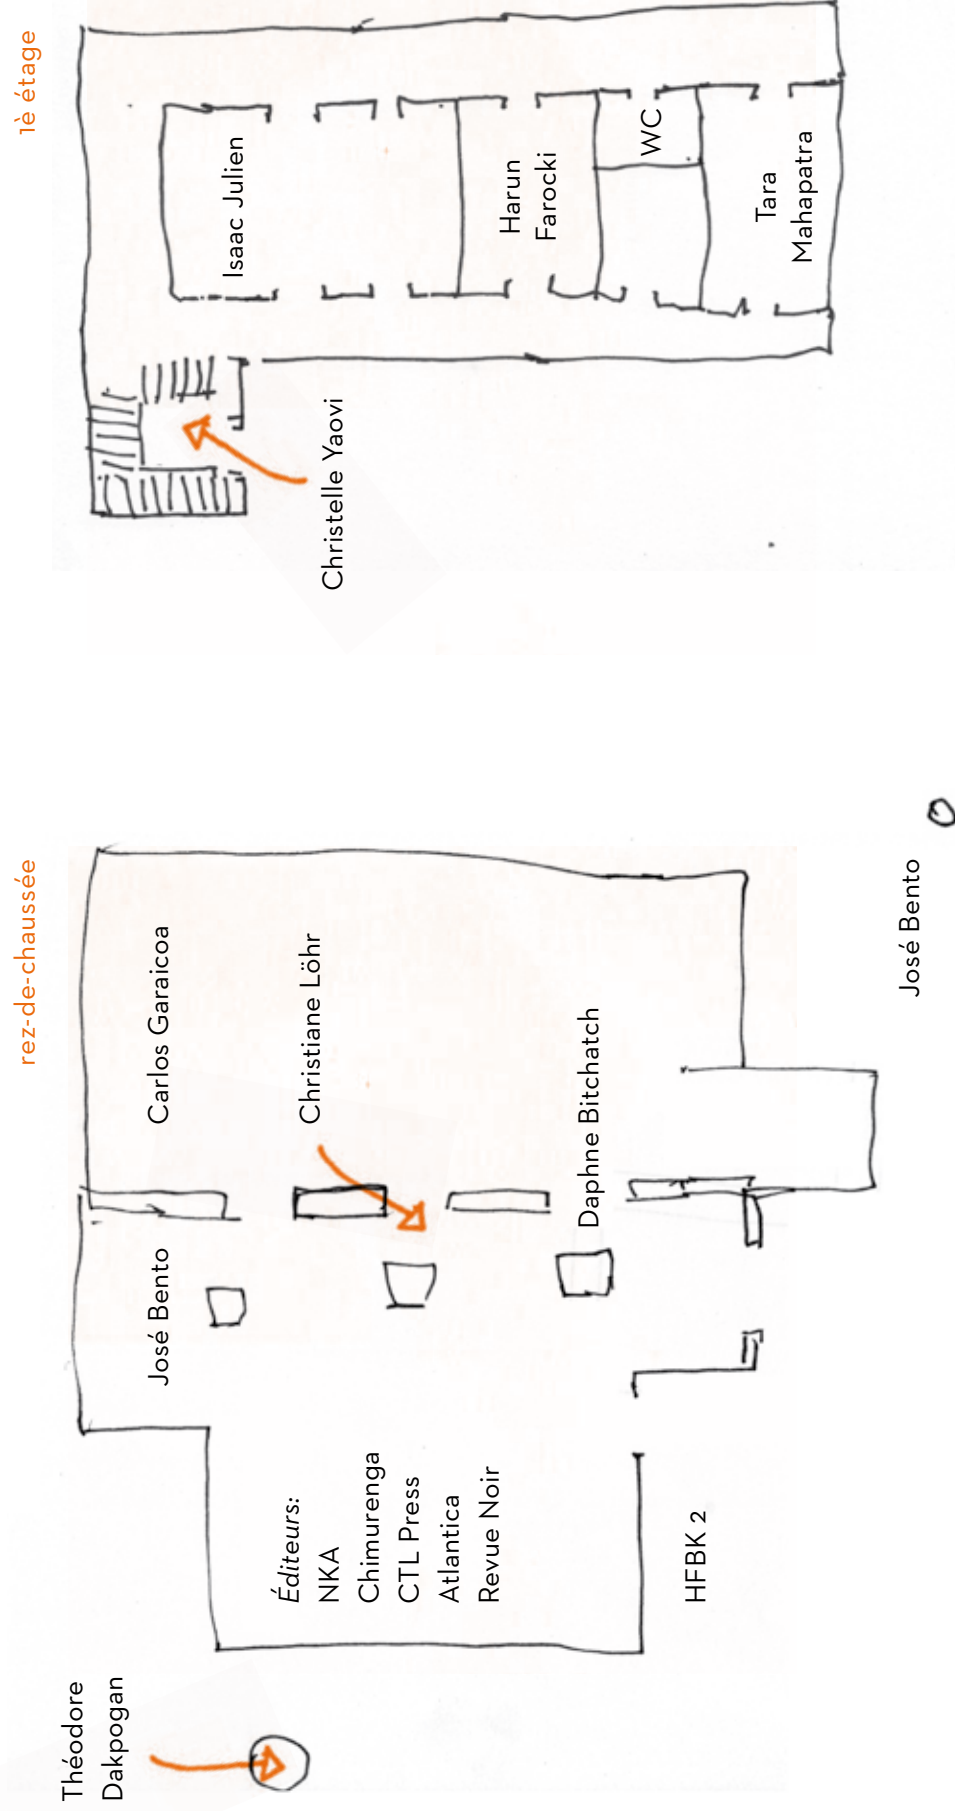 rez-de-chaussée
Théodore
Dakpogan
José Bento
Carlos Garaicoa
Éditeurs:
NKA
Chimurenga
CTL Press
Atlantica
Revue Noir
Christiane Löhr
Daphne Bitchatch
HFBK 2
José Bento
1è étage
Christelle Yaovi
Isaac Julien
Harun
Farocki
WC
Tara
Mahapatra